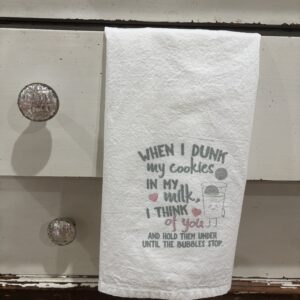 WHEN I DUNK
my cookies
IN MY
milk,
I THINK
of you
AND HOLD THEM UNDER
UNTIL THE BUBBLES STOP.